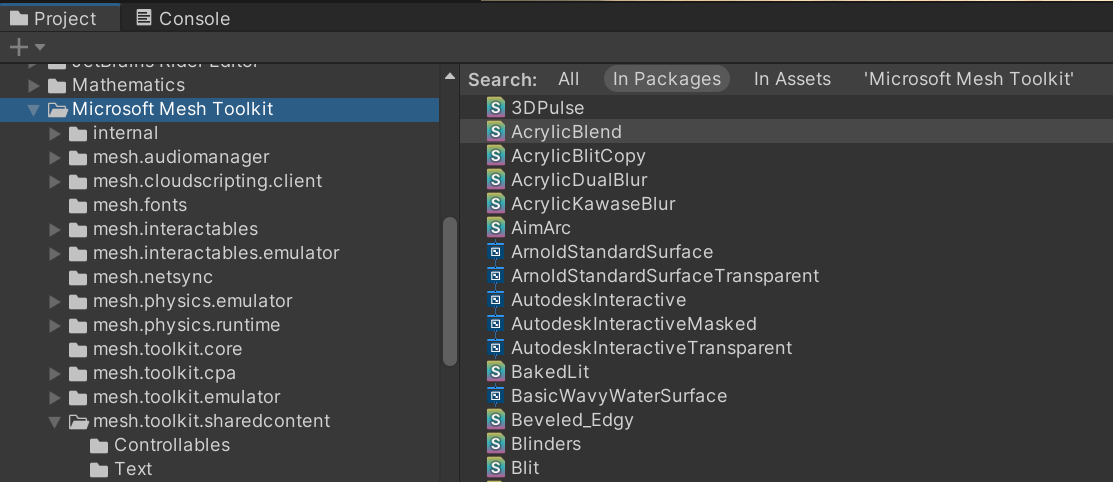 Project
Console
JetBrains Rider Editor
Mathematics
Microsoft Mesh Toolkit
internal
mesh.audiomanager
mesh.cloudscripting.client
mesh.fonts
mesh.interactables
mesh.interactables.emulator
mesh.netsync
mesh.physics.emulator
mesh.physics.runtime
mesh.toolkit.core
mesh.toolkit.cpa
mesh.toolkit.emulator
mesh.toolkit.sharedcontent
Controllables
Text
Search: All In Packages In Assets 'Microsoft Mesh Toolkit'
3DPulse
AcrylicBlend
AcrylicBlitCopy
AcrylicDualBlur
AcrylicKawaseBlur
AimArc
ArnoldStandardSurface
ArnoldStandardSurfaceTransparent
AutodeskInteractive
AutodeskInteractiveMasked
AutodeskInteractiveTransparent
BakedLit
BasicWavyWaterSurface
Beveled_Edgy
Blinders
Blit